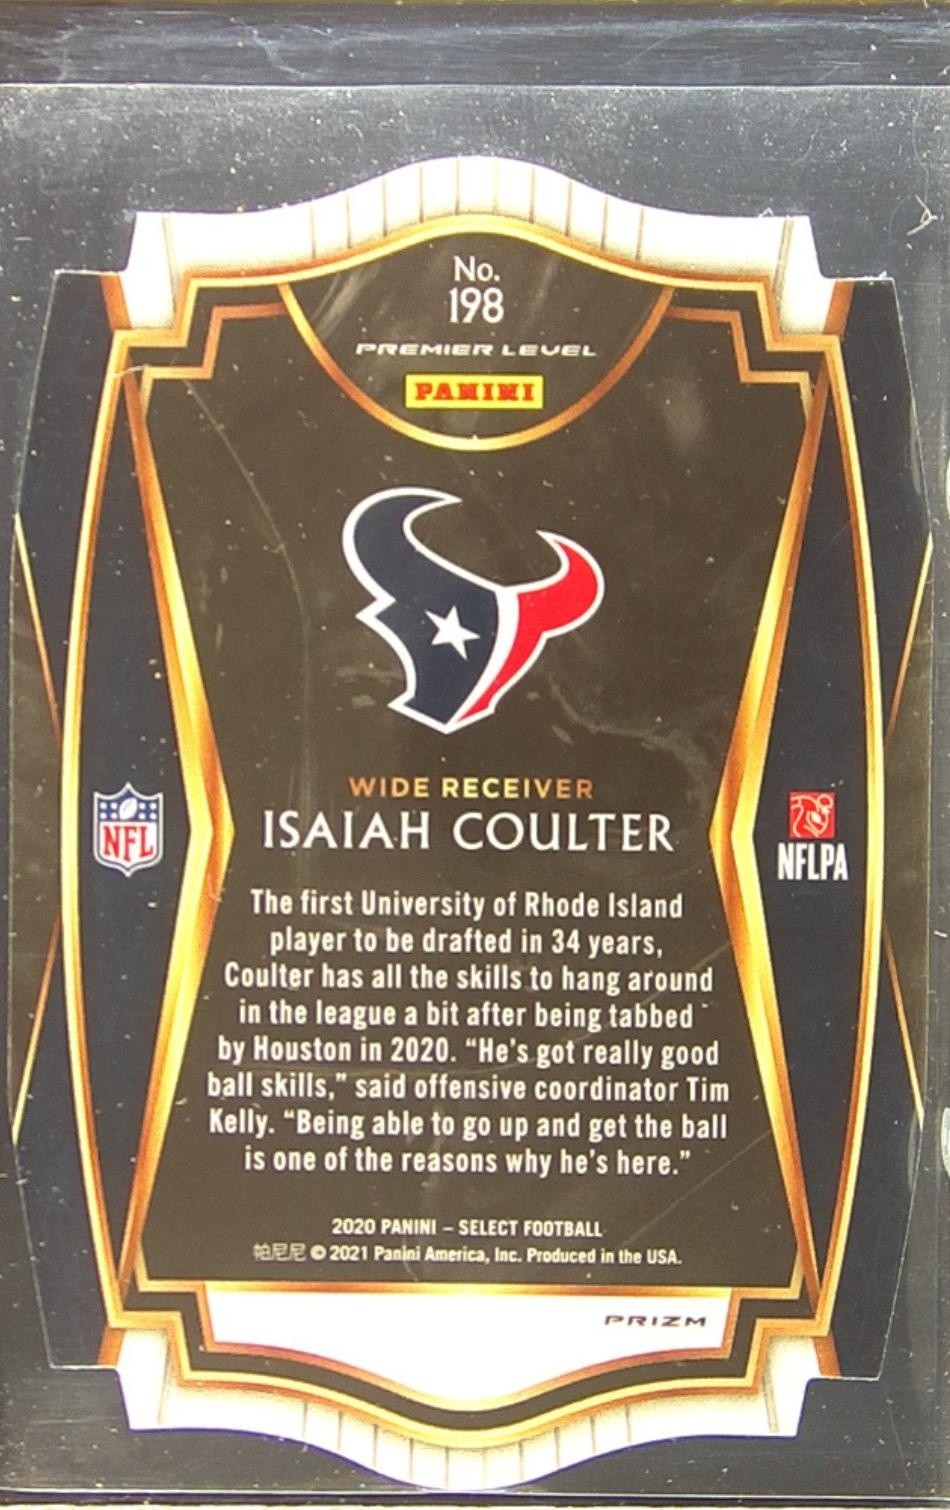 No.
198
PREMIER LEVEL
PANINI
WIDE RECEIVER
ISAIAH COULTER
NFL
NFLPA
The first University of Rhode Island
player to be drafted in 34 years,
Coulter has all the skills to hang around
in the league a bit after being tabbed
by Houston in 2020. “He's got really good
ball skills,” said offensive coordinator Tim
Kelly. “Being able to go up and get the ball
is one of the reasons why he's here.”
2020 PANINI – SELECT FOOTBALL
帕尼尼 © 2021 Panini America, Inc. Produced in the USA.
PRIZM